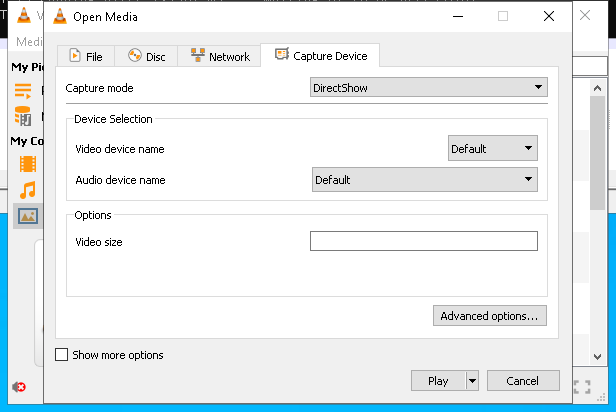 Open Media
File
Disc
Network
Capture Device
Capture mode
DirectShow
Device Selection
Video device name
Default
Audio device name
Default
Options
Video size
Advanced options...
Show more options
Play
Cancel
Medi
My Pi
My Co